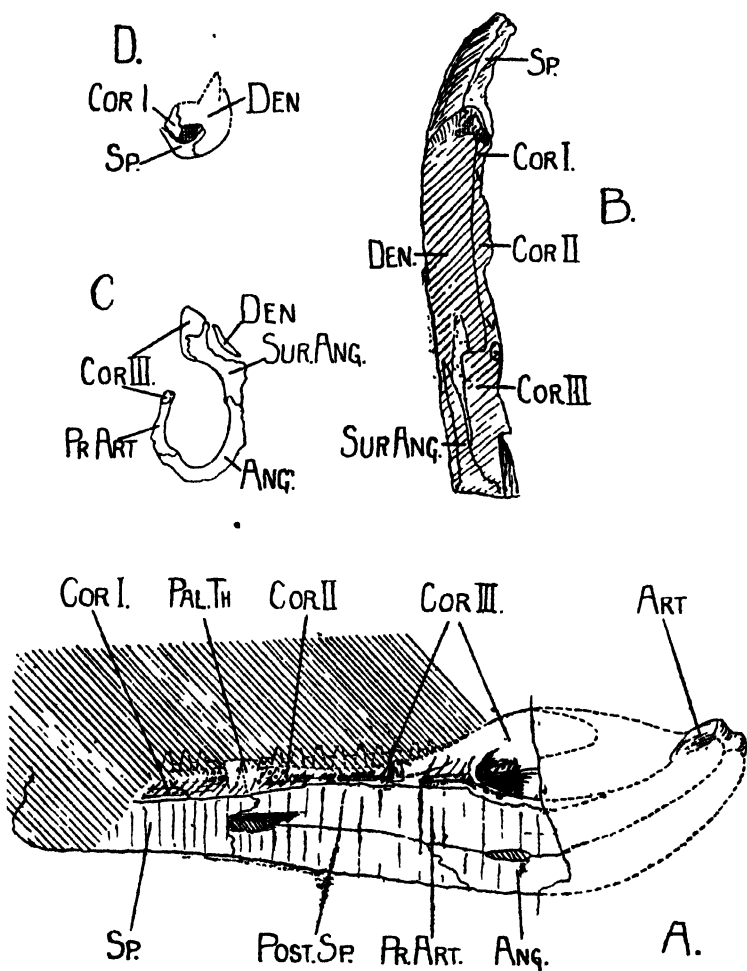 D.
COR I
DEN
SP.
SP.
COR I.
B.
DEN.
COR II
C
DEN
SUR.ANG.
COR III.
COR III
PR ART
SUR ANG.
ANG.
COR I.
PAL.TH
COR II
COR III.
ART
SP.
POST.SP.
PR.ART.
ANG.
A.